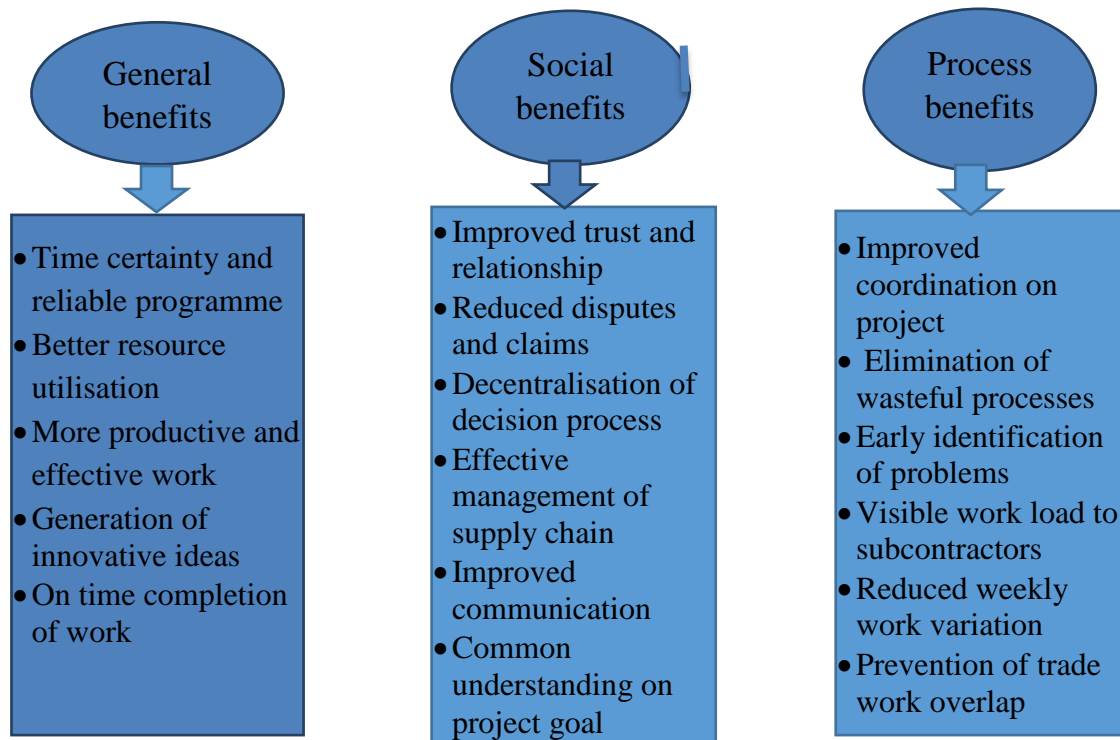 General
benefits
• Time certainty and
reliable programme
• Better resource
utilisation
• More productive and
effective work
• Generation of
innovative ideas
• On time completion
of work
Social
benefits
• Improved trust and
relationship
• Reduced disputes
and claims
• Decentralisation of
decision process
• Effective
management of
supply chain
• Improved
communication
• Common
understanding on
project goal
Process
benefits
• Improved
coordination on
project
• Elimination of
wasteful processes
• Early identification
of problems
• Visible work load to
subcontractors
• Reduced weekly
work variation
• Prevention of trade
work overlap